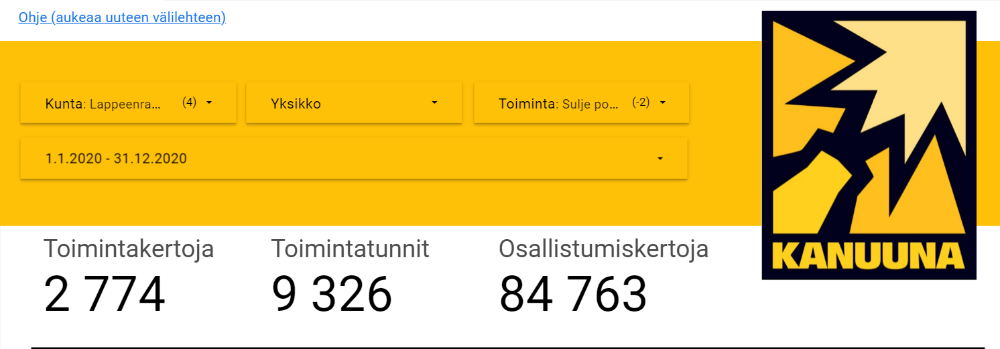 Ohje (aukeaa uuteen välilehteen)
Kunta: Lappeenra... (4)
Yksikko
Toiminta: Sulje po... (-2)
1.1.2020 - 31.12.2020
KANUUNA
Toimintakertoja
2 774
Toimintatunnit
9 326
Osallistumiskertoja
84 763